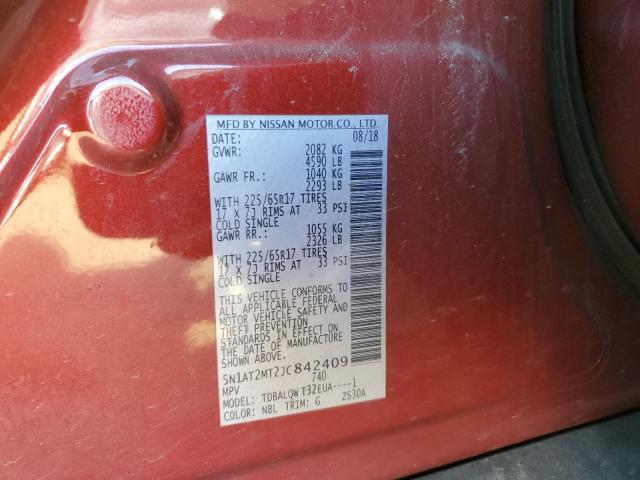 MFD BY NISSAN MOTOR CO., LTD.
DATE: 08/18
GVWR: 2082 KG
4590 LB
GAWR FR.: 1040 KG
2293 LB
WITH 225/65R17 TIRES
17 X 7J RIMS AT 33 PSI
COLD SINGLE
GAWR RR.: 1055 KG
2326 LB
WITH 225/65R17 TIRES
17 X 7J RIMS AT 33 PSI
COLD SINGLE
THIS VEHICLE CONFORMS TO
ALL APPLICABLE FEDERAL
MOTOR VEHICLE SAFETY AND
THEFT PREVENTION
STANDARDS IN EFFECT ON
THE DATE OF MANUFACTURE
SHOWN ABOVE.
5N1AT2MT2JC842409
MPV 740
MODEL: TDBALQWT32EUA----1
COLOR: NBL TRIM: G ZS30A